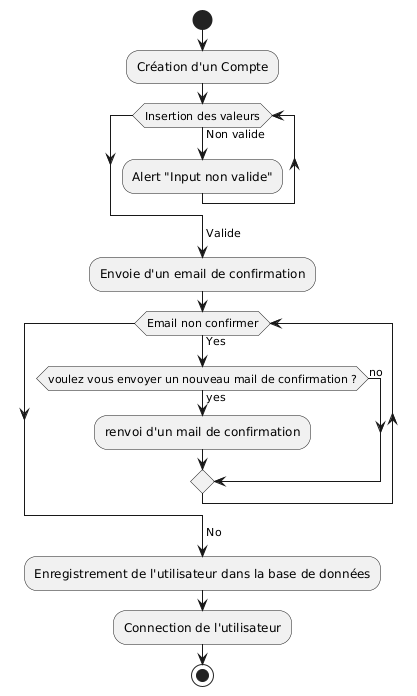 Création d'un Compte
Insertion des valeurs
Non valide
Alert "Input non valide"
Valide
Envoie d'un email de confirmation
Email non confirmer
Yes
voulez vous envoyer un nouveau mail de confirmation ?
no
yes
renvoi d'un mail de confirmation
No
Enregistrement de l'utilisateur dans la base de données
Connection de l'utilisateur